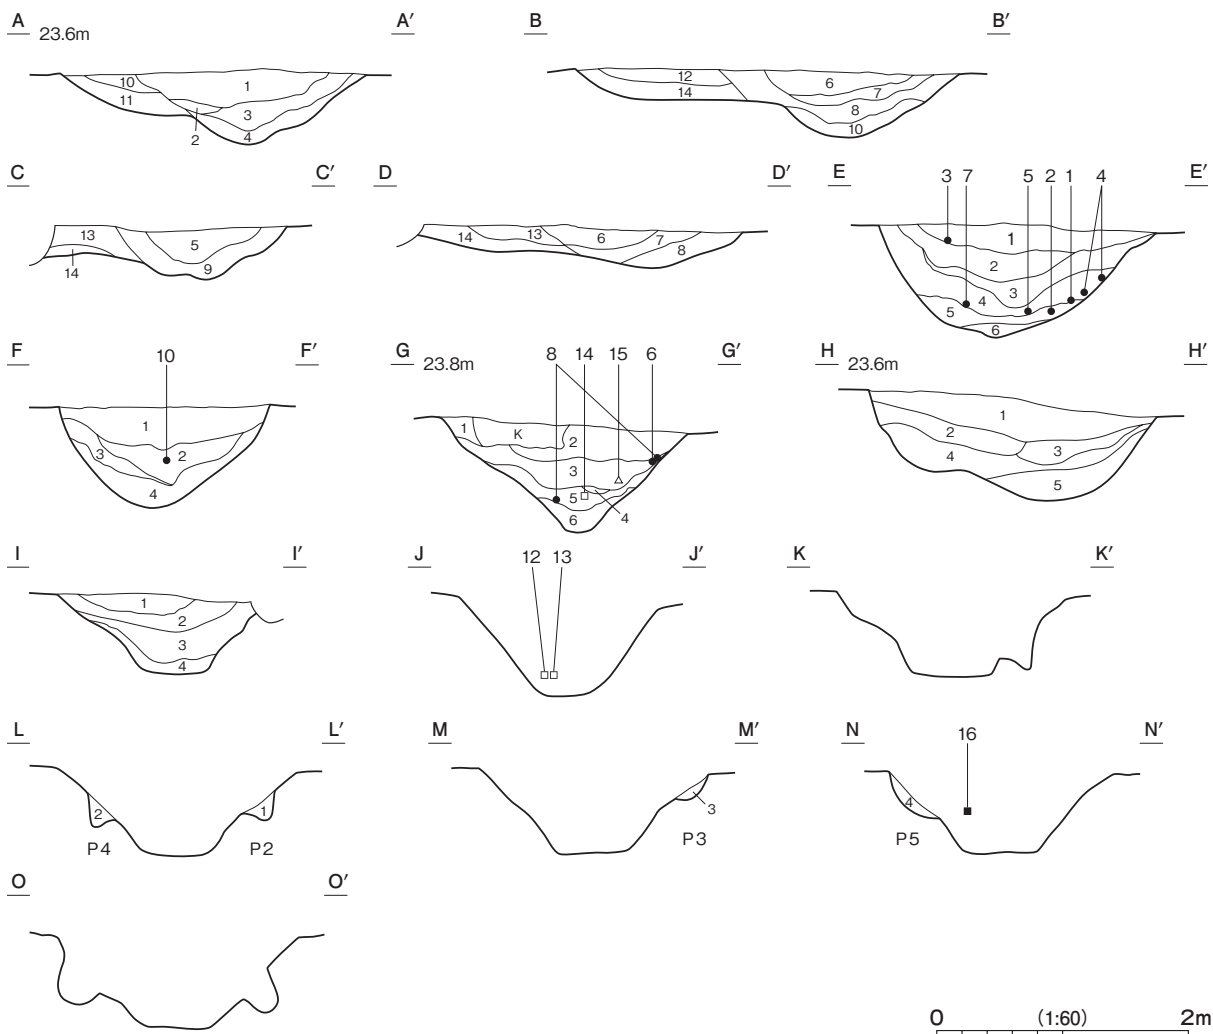 A 23.6m A′ B B′
10 1 12 6
11 3 14 7
2 4 8
10
C C′ D D′ E 3 7 5 2 1 4 E′
13 5 14 13 6 7 1
14 9 8 2
3
4
5
6
F 10 F′ G 23.8m 8 14 15 6 G′ H 23.6m H′
1 1 K 2 1
3 2 3 2 3
4 5 4 4 5
6
I I′ J 12 13 J′ K K′
1
2
3
4
L L′ M M′ N 16 N′
2 1 3 4
P4 P2 P3 P5
O O′
0 (1:60) 2m